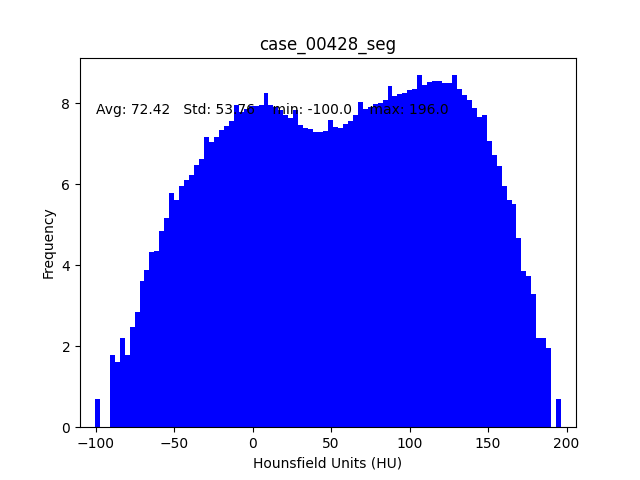 case_00428_seg
Avg: 72.42 Std: 53.76 min: -100.0 max: 196.0
8
6
4
2
0
Frequency
−100 −50 0 50 100 150 200
Hounsfield Units (HU)